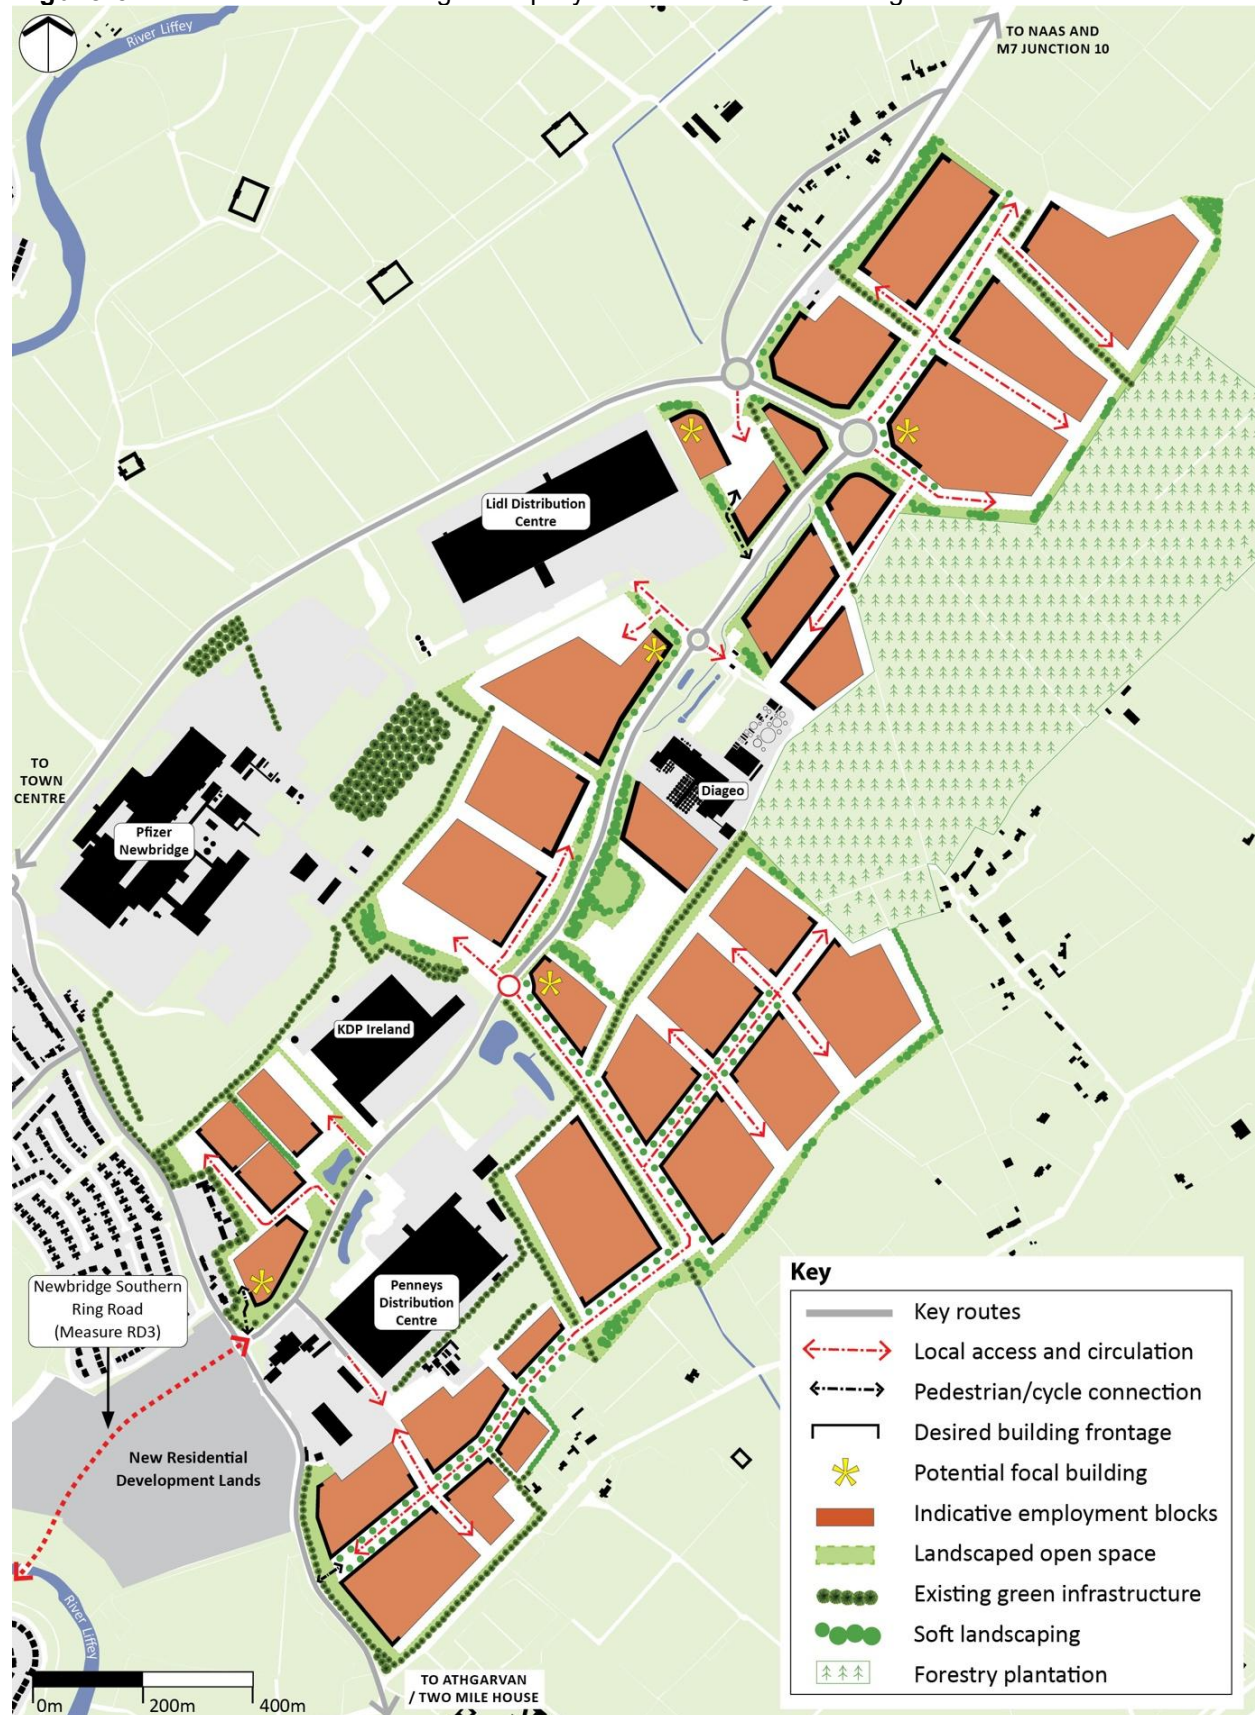 River Liffey
TO NAAS AND
M7 JUNCTION 10
Lidl Distribution
Centre
TO
TOWN
CENTRE
Pfizer
Newbridge
Diageo
KDP Ireland
Penneys
Distribution
Centre
Newbridge Southern
Ring Road
(Measure RD3)
New Residential
Development Lands
River Liffey
0m
200m
400m
TO ATHGARVAN
/ TWO MILE HOUSE
Key
Key routes
Local access and circulation
Pedestrian/cycle connection
Desired building frontage
Potential focal building
Indicative employment blocks
Landscaped open space
Existing green infrastructure
Soft landscaping
Forestry plantation